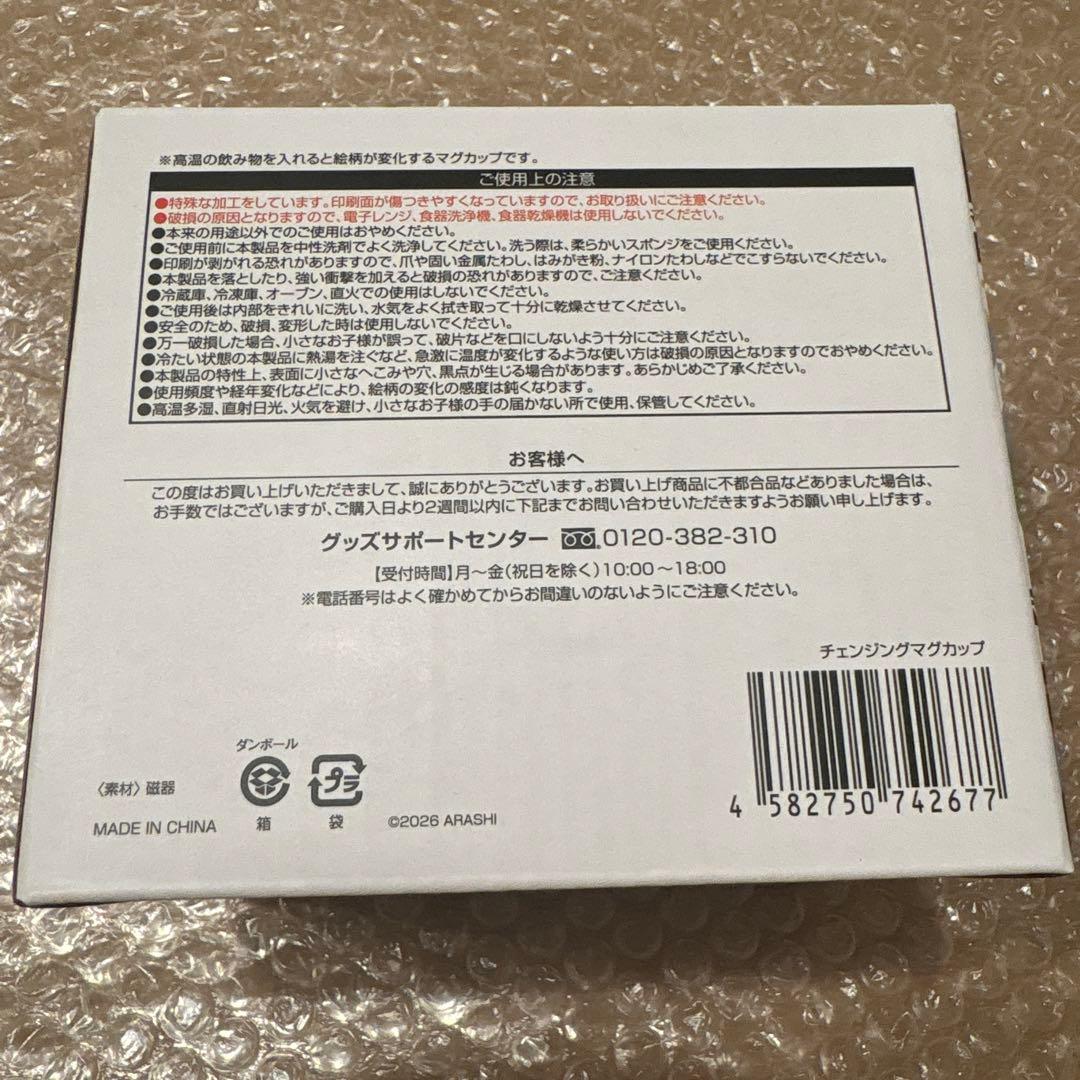 ※高温の飲み物を入れると絵柄が変化するマグカップです。
ご使用上の注意
●特殊な加工をしています。印刷面が傷つきやすくなっていますので、お取り扱いにご注意ください。
●破損の原因となりますので、電子レンジ、食器洗浄機、食器乾燥機は使用しないでください。
●本来の用途以外でのご使用はおやめください。
●ご使用前に本製品を中性洗剤でよく洗浄してください。洗う際は、柔らかいスポンジをご使用ください。
●印刷が剥がれる恐れがありますので、爪や固い金属たわし、はみがき粉、ナイロンたわしなどでこすらないでください。
●本製品を落としたり、強い衝撃を加えると破損の恐れがありますので、ご注意ください。
●冷蔵庫、冷凍庫、オーブン、直火での使用はしないでください。
●ご使用後は内部をきれいに洗い、水気をよく拭き取って十分に乾燥させてください。
●安全のため、破損、変形した時は使用しないでください。
●万一破損した場合、小さなお子様が誤って、破片などを口にしないよう十分にご注意ください。
●冷たい状態の本製品に熱湯を注ぐなど、急激に温度が変化するような使い方は破損の原因となりますのでおやめください。
●本製品の特性上、表面に小さなへこみや穴、黒点が生じる場合があります。あらかじめご了承ください。
●使用頻度や経年変化などにより、絵柄の変化の感度は鈍くなります。
●高温多湿、直射日光、火気を避け、小さなお子様の手の届かない所で使用、保管してください。
お客様へ
この度はお買い上げいただきまして、誠にありがとうございます。お買い上げ商品に不都合品などありました場合は、
お手数ではございますが、ご購入日より2週間以内に下記までお問い合わせいただきますようお願い申し上げます。
グッズサポートセンター 0120-382-310
【受付時間】月～金(祝日を除く)10:00～18:00
※電話番号はよく確かめてからお間違いのないようにご注意ください。
チェンジングマグカップ
4 582750 742677
ダンボール
プラ
〈素材〉磁器
箱
袋
MADE IN CHINA
©2026 ARASHI